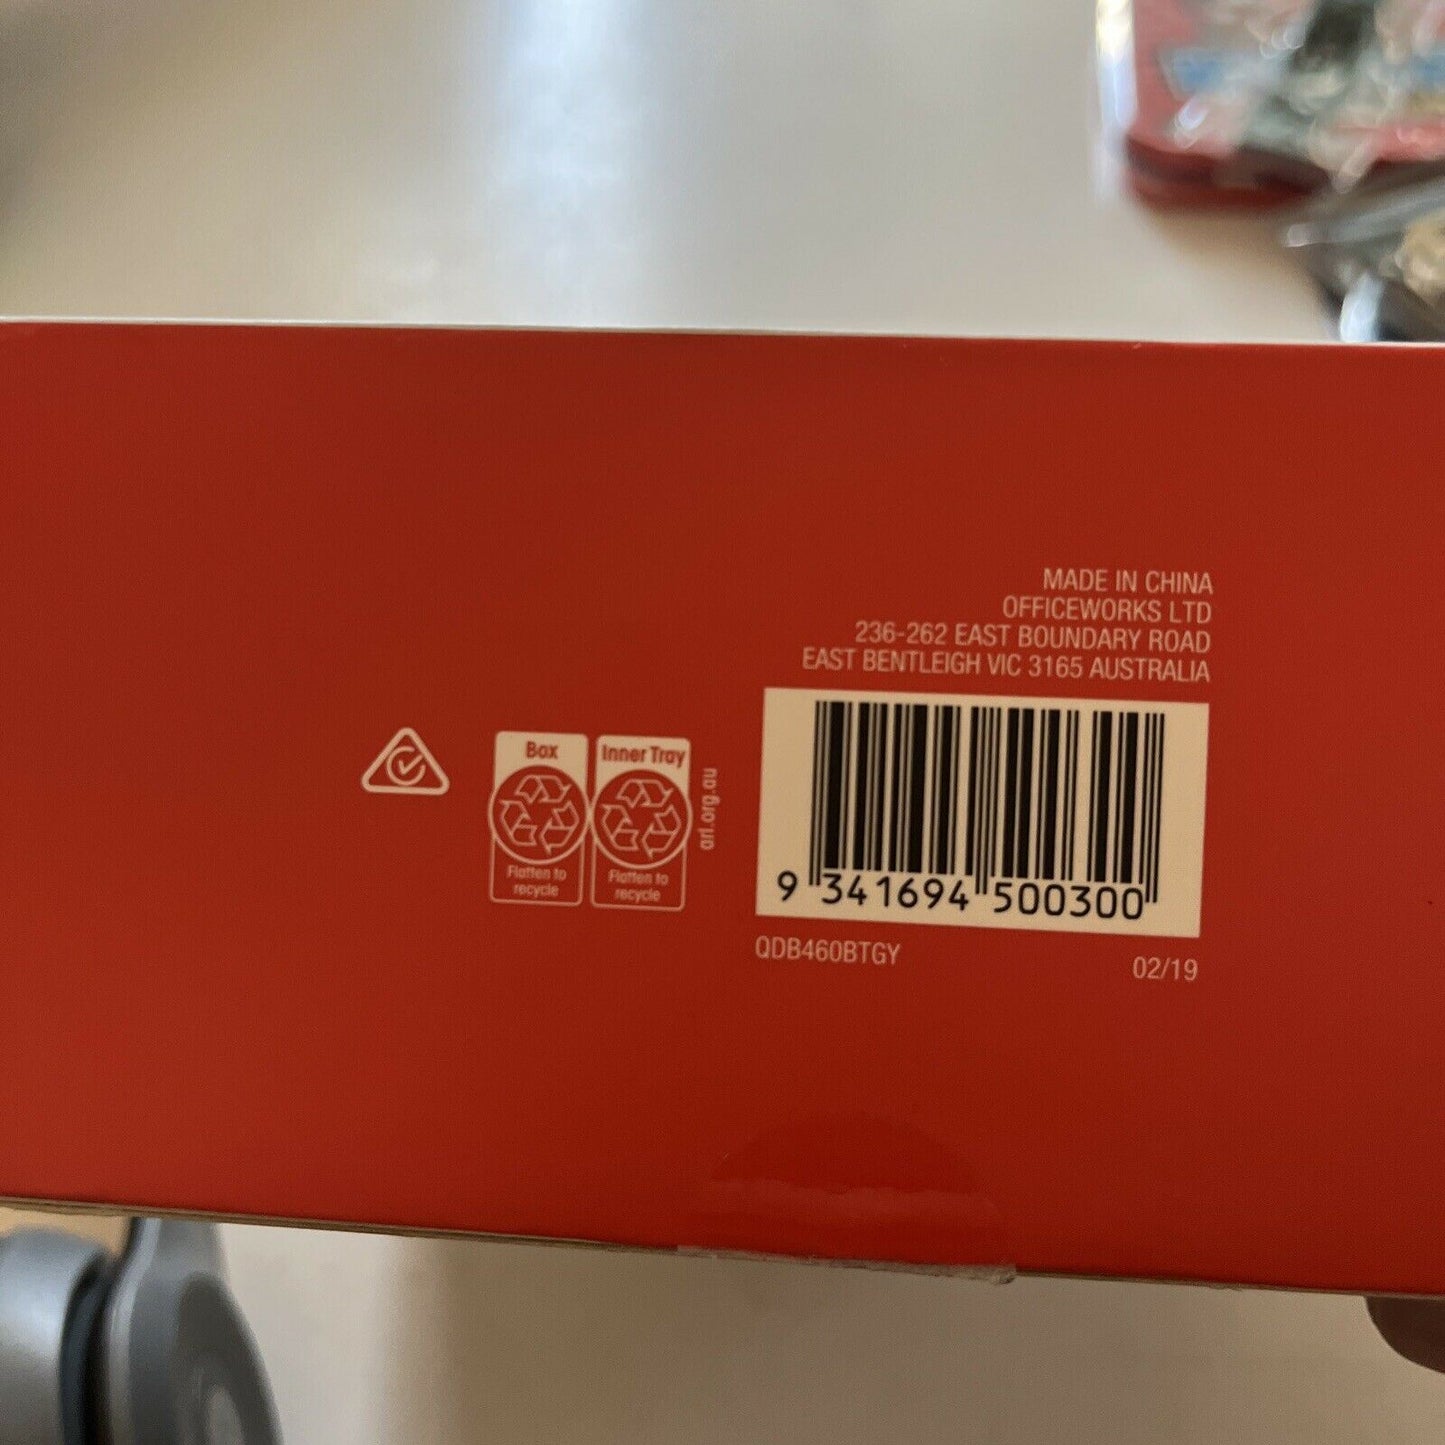 MADE IN CHINA
OFFICEWORKS LTD
236-262 EAST BOUNDARY ROAD
EAST BENTLEIGH VIC 3165 AUSTRALIA
Box
Flatten to
recycle
Inner Tray
Flatten to
recycle
arl.org.au
9 341694 500300
QDB460BTGY
02/19